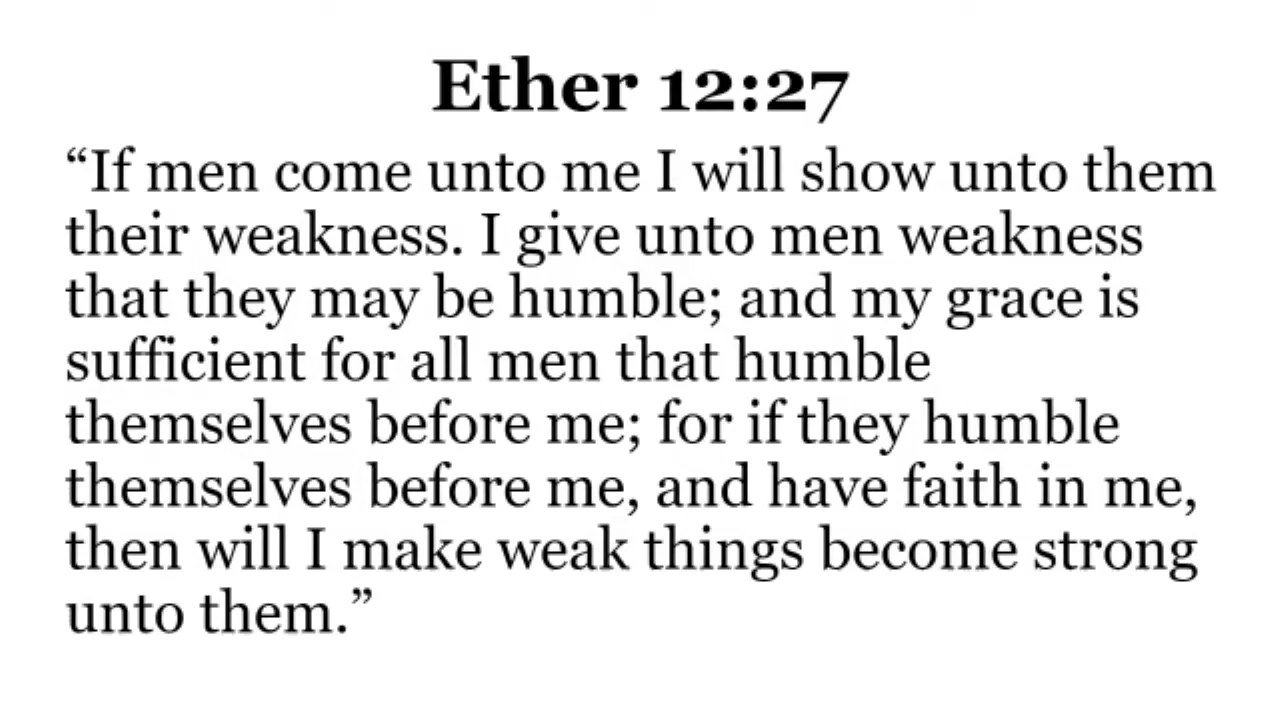 Ether 12:27
“If men come unto me I will show unto them
their weakness. I give unto men weakness
that they may be humble; and my grace is
sufficient for all men that humble
themselves before me; for if they humble
themselves before me, and have faith in me,
then will I make weak things become strong
unto them.”